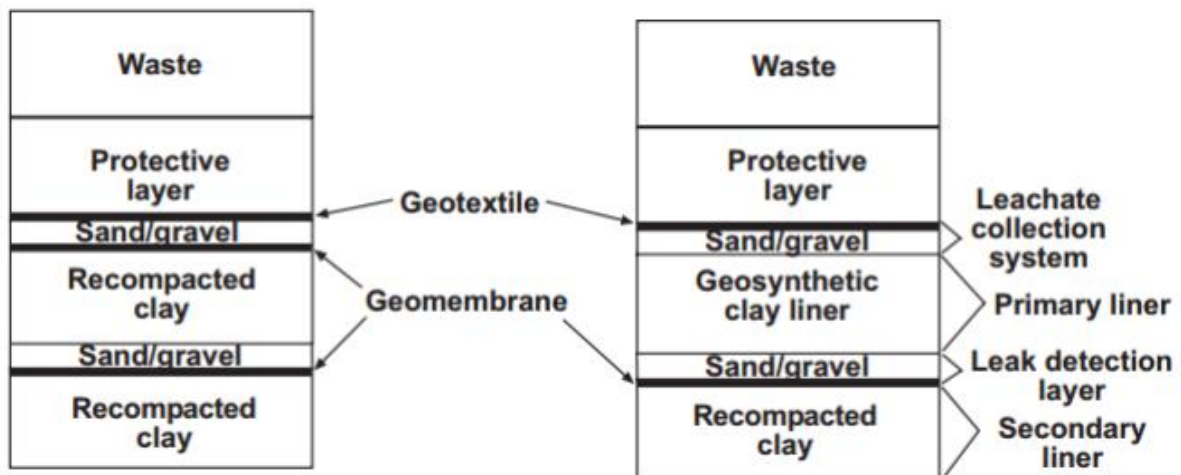 Waste
Protective
layer
Sand/gravel
Recompacted
clay
Sand/gravel
Recompacted
clay
Geotextile
Geomembrane
Waste
Protective
layer
Sand/gravel
Geosynthetic
clay liner
Sand/gravel
Recompacted
clay
Leachate
collection
system
Primary liner
Leak detection
layer
Secondary
liner